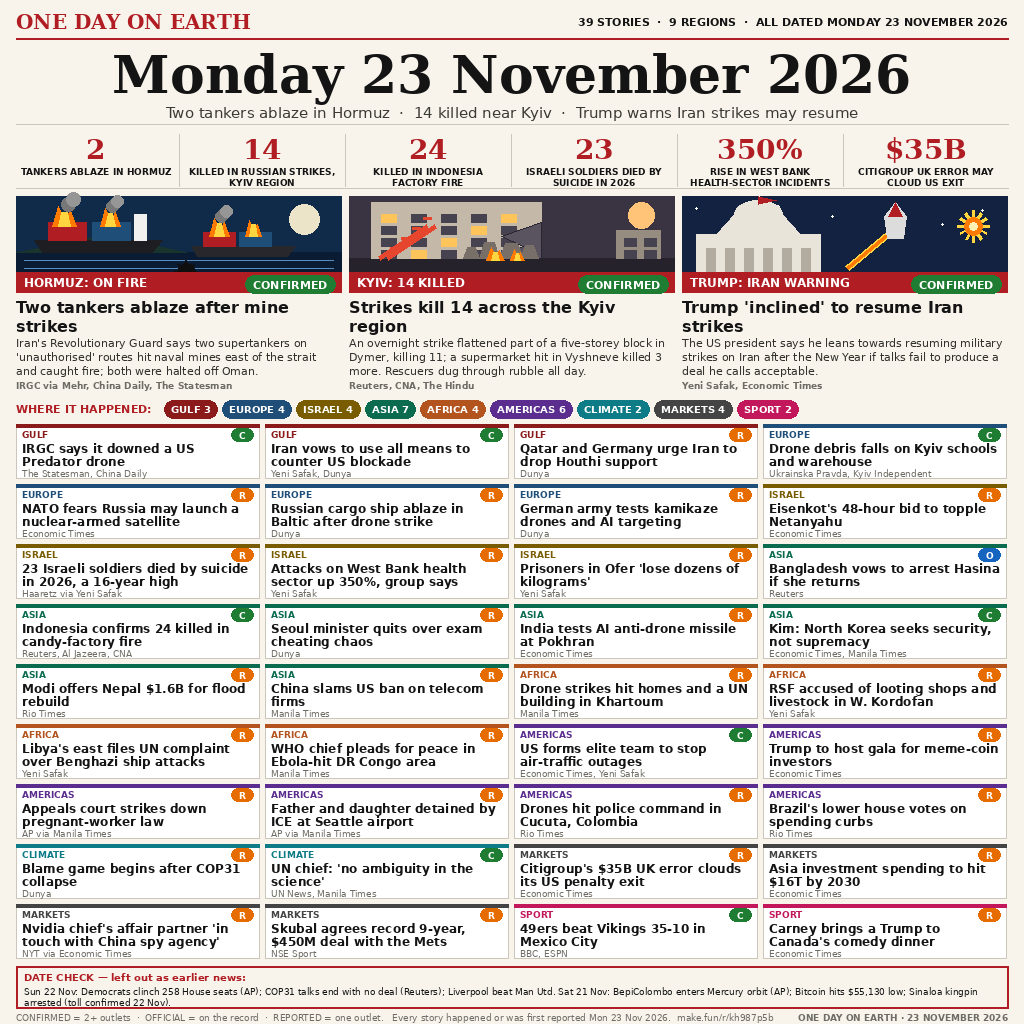 ONE DAY ON EARTH
39 STORIES · 9 REGIONS · ALL DATED MONDAY 23 NOVEMBER 2026
Monday 23 November 2026
Two tankers ablaze in Hormuz · 14 killed near Kyiv · Trump warns Iran strikes may resume
2
TANKERS ABLAZE IN HORMUZ
14
KILLED IN RUSSIAN STRIKES,
KYIV REGION
24
KILLED IN INDONESIA
FACTORY FIRE
23
ISRAELI SOLDIERS DIED BY
SUICIDE IN 2026
350%
RISE IN WEST BANK
HEALTH-SECTOR INCIDENTS
$35B
CITIGROUP UK ERROR MAY
CLOUD US EXIT
HORMUZ: ON FIRE
CONFIRMED
Two tankers ablaze after mine
strikes
Iran's Revolutionary Guard says two supertankers on
'unauthorised' routes hit naval mines east of the strait
and caught fire; both were halted off Oman.
IRGC via Mehr, China Daily, The Statesman
KYIV: 14 KILLED
CONFIRMED
Strikes kill 14 across the Kyiv
region
An overnight strike flattened part of a five-storey block in
Dymer, killing 11; a supermarket hit in Vyshneve killed 3
more. Rescuers dug through rubble all day.
Reuters, CNA, The Hindu
TRUMP: IRAN WARNING
CONFIRMED
Trump 'inclined' to resume Iran
strikes
The US president says he leans towards resuming military
strikes on Iran after the New Year if talks fail to produce a
deal he calls acceptable.
Yeni Safak, Economic Times
WHERE IT HAPPENED:
GULF 3
EUROPE 4
ISRAEL 4
ASIA 7
AFRICA 4
AMERICAS 6
CLIMATE 2
MARKETS 4
SPORT 2
GULF
C
IRGC says it downed a US
Predator drone
The Statesman, China Daily
GULF
C
Iran vows to use all means to
counter US blockade
Yeni Safak, Dunya
GULF
R
Qatar and Germany urge Iran to
drop Houthi support
Dunya
EUROPE
C
Drone debris falls on Kyiv schools
and warehouse
Ukrainska Pravda, Kyiv Independent
EUROPE
R
NATO fears Russia may launch a
nuclear-armed satellite
Economic Times
EUROPE
R
Russian cargo ship ablaze in
Baltic after drone strike
Dunya
EUROPE
R
German army tests kamikaze
drones and AI targeting
Dunya
ISRAEL
R
Eisenkot's 48-hour bid to topple
Netanyahu
Economic Times
ISRAEL
R
23 Israeli soldiers died by suicide
in 2026, a 16-year high
Haaretz via Yeni Safak
ISRAEL
R
Attacks on West Bank health
sector up 350%, group says
Yeni Safak
ISRAEL
R
Prisoners in Ofer 'lose dozens of
kilograms'
Yeni Safak
ASIA
O
Bangladesh vows to arrest Hasina
if she returns
Reuters
ASIA
C
Indonesia confirms 24 killed in
candy-factory fire
Reuters, Al Jazeera, CNA
ASIA
R
Seoul minister quits over exam
cheating chaos
Dunya
ASIA
R
India tests AI anti-drone missile
at Pokhran
Economic Times
ASIA
C
Kim: North Korea seeks security,
not supremacy
Economic Times, Manila Times
ASIA
R
Modi offers Nepal $1.6B for flood
rebuild
Rio Times
ASIA
R
China slams US ban on telecom
firms
Manila Times
AFRICA
R
Drone strikes hit homes and a UN
building in Khartoum
Manila Times
AFRICA
R
RSF accused of looting shops and
livestock in W. Kordofan
Yeni Safak
AFRICA
R
Libya's east files UN complaint
over Benghazi ship attacks
Yeni Safak
AFRICA
R
WHO chief pleads for peace in
Ebola-hit DR Congo area
Manila Times
AMERICAS
C
US forms elite team to stop
air-traffic outages
Economic Times, Yeni Safak
AMERICAS
R
Trump to host gala for meme-coin
investors
Economic Times
AMERICAS
R
Appeals court strikes down
pregnant-worker law
AP via Manila Times
AMERICAS
R
Father and daughter detained by
ICE at Seattle airport
AP via Manila Times
AMERICAS
R
Drones hit police command in
Cucuta, Colombia
Rio Times
AMERICAS
R
Brazil's lower house votes on
spending curbs
Rio Times
CLIMATE
R
Blame game begins after COP31
collapse
Dunya
CLIMATE
C
UN chief: 'no ambiguity in the
science'
UN News, Manila Times
MARKETS
R
Citigroup's $35B UK error clouds
its US penalty exit
Economic Times
MARKETS
R
Asia investment spending to hit
$16T by 2030
Economic Times
MARKETS
R
Nvidia chief's affair partner 'in
touch with China spy agency'
NYT via Economic Times
MARKETS
R
Skubal agrees record 9-year,
$450M deal with the Mets
NSE Sport
SPORT
C
49ers beat Vikings 35-10 in
Mexico City
BBC, ESPN
SPORT
R
Carney brings a Trump to
Canada's comedy dinner
Economic Times
DATE CHECK — left out as earlier news:
Sun 22 Nov: Democrats clinch 258 House seats (AP); COP31 talks end with no deal (Reuters); Liverpool beat Man Utd. Sat 21 Nov: BepiColombo enters Mercury orbit (AP); Bitcoin hits $55,130 low; Sinaloa kingpin
arrested (toll confirmed 22 Nov).
CONFIRMED = 2+ outlets · OFFICIAL = on the record · REPORTED = one outlet. Every story happened or was first reported Mon 23 Nov 2026. make.fun/r/kh987p5b
ONE DAY ON EARTH · 23 NOVEMBER 2026